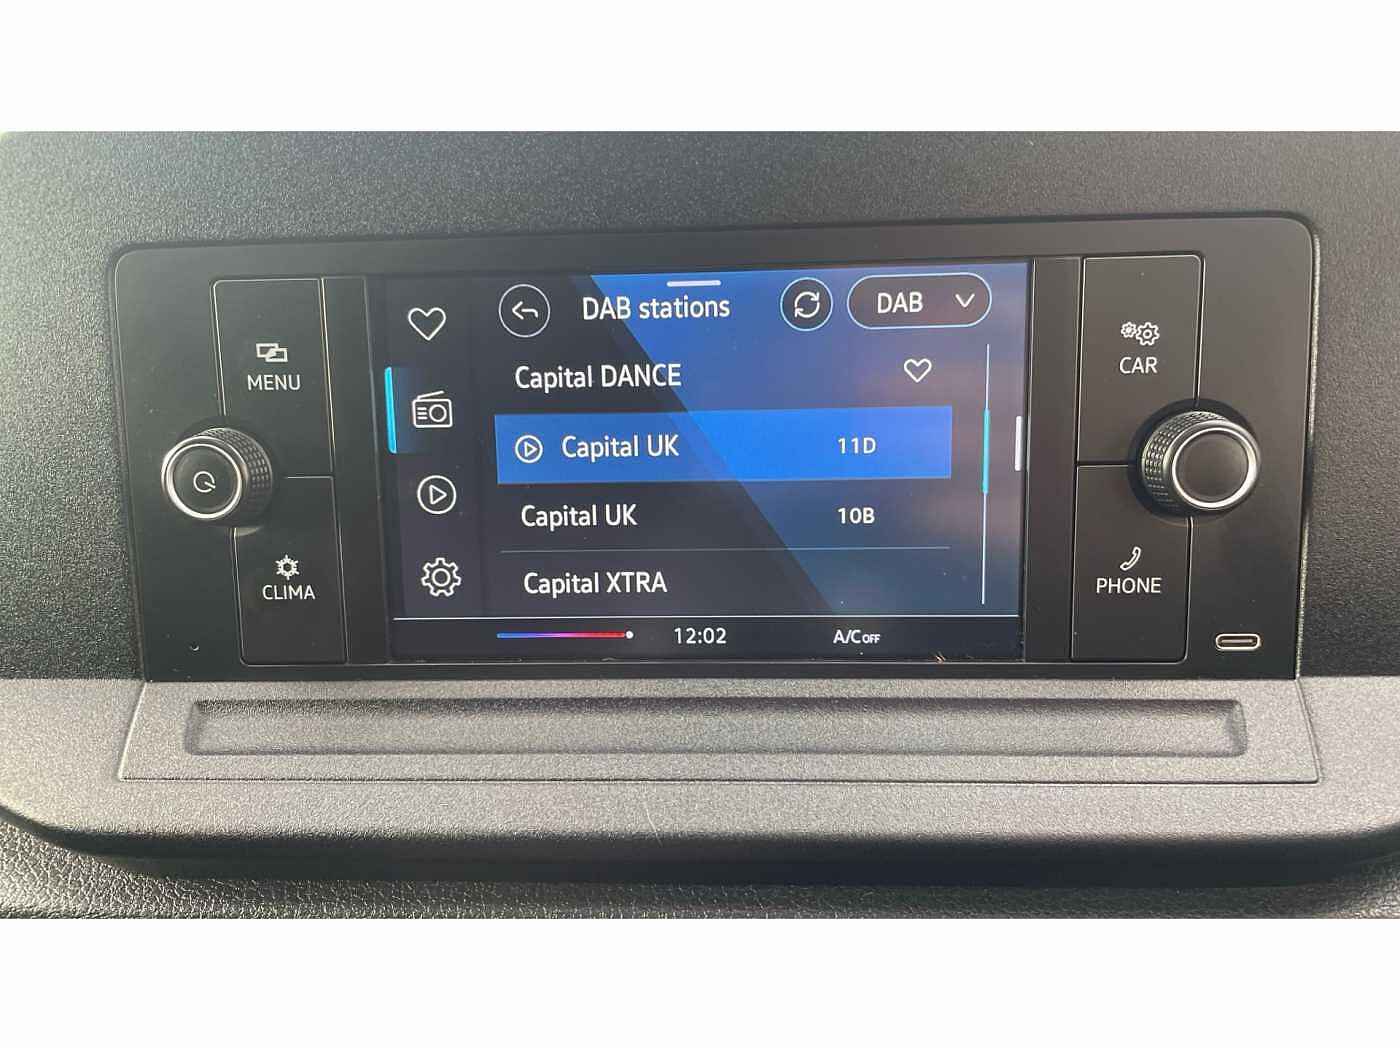 DAB stations
DAB
MENU
CAR
Capital DANCE
Capital UK 11D
Capital UK 10B
Capital XTRA
CLIMA
PHONE
12:02
A/C OFF